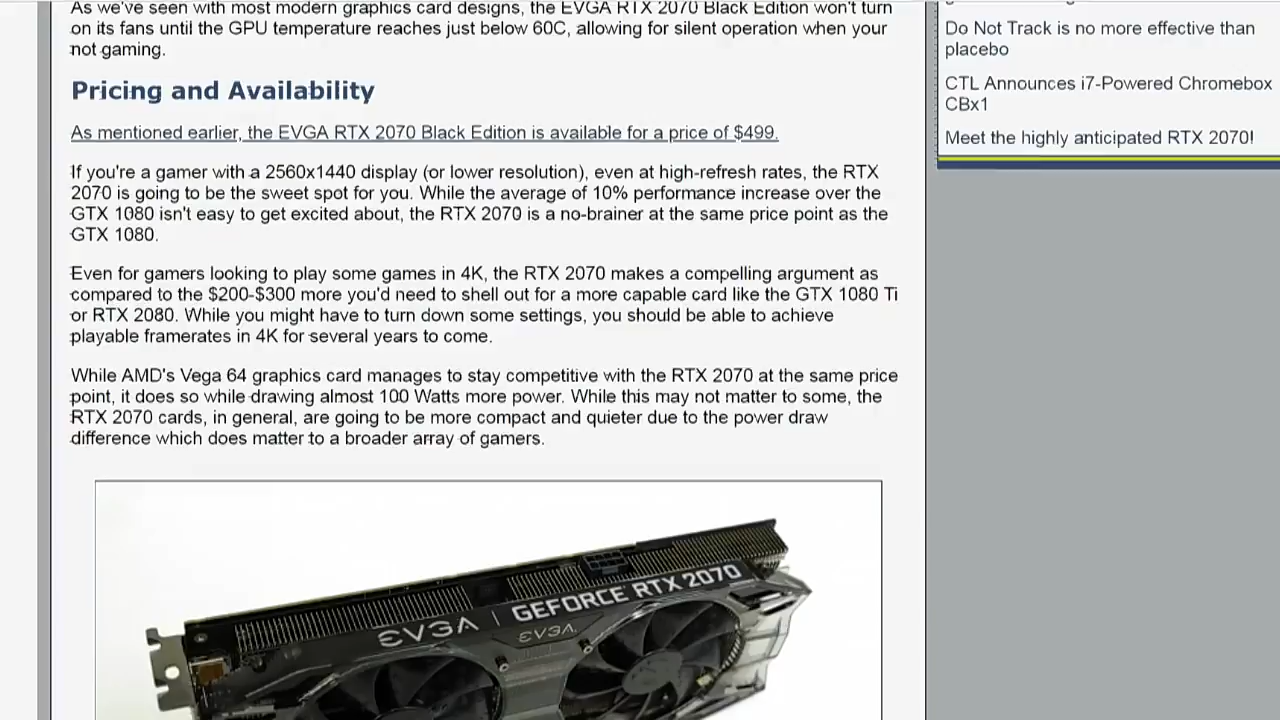 As we've seen with most modern graphics card designs, the EVGA RTX 2070 Black Edition won't turn
on its fans until the GPU temperature reaches just below 60C, allowing for silent operation when your
not gaming.
Pricing and Availability
As mentioned earlier, the EVGA RTX 2070 Black Edition is available for a price of $499.
If you're a gamer with a 2560x1440 display (or lower resolution), even at high-refresh rates, the RTX
2070 is going to be the sweet spot for you. While the average of 10% performance increase over the
GTX 1080 isn't easy to get excited about, the RTX 2070 is a no-brainer at the same price point as the
GTX 1080.
Even for gamers looking to play some games in 4K, the RTX 2070 makes a compelling argument as
compared to the $200-$300 more you'd need to shell out for a more capable card like the GTX 1080 Ti
or RTX 2080. While you might have to turn down some settings, you should be able to achieve
playable framerates in 4K for several years to come.
While AMD's Vega 64 graphics card manages to stay competitive with the RTX 2070 at the same price
point, it does so while drawing almost 100 Watts more power. While this may not matter to some, the
RTX 2070 cards, in general, are going to be more compact and quieter due to the power draw
difference which does matter to a broader array of gamers.
EVGA | GEFORCE RTX 2070
EVGA
Do Not Track is no more effective than
placebo
CTL Announces i7-Powered Chromebox
CBx1
Meet the highly anticipated RTX 2070!